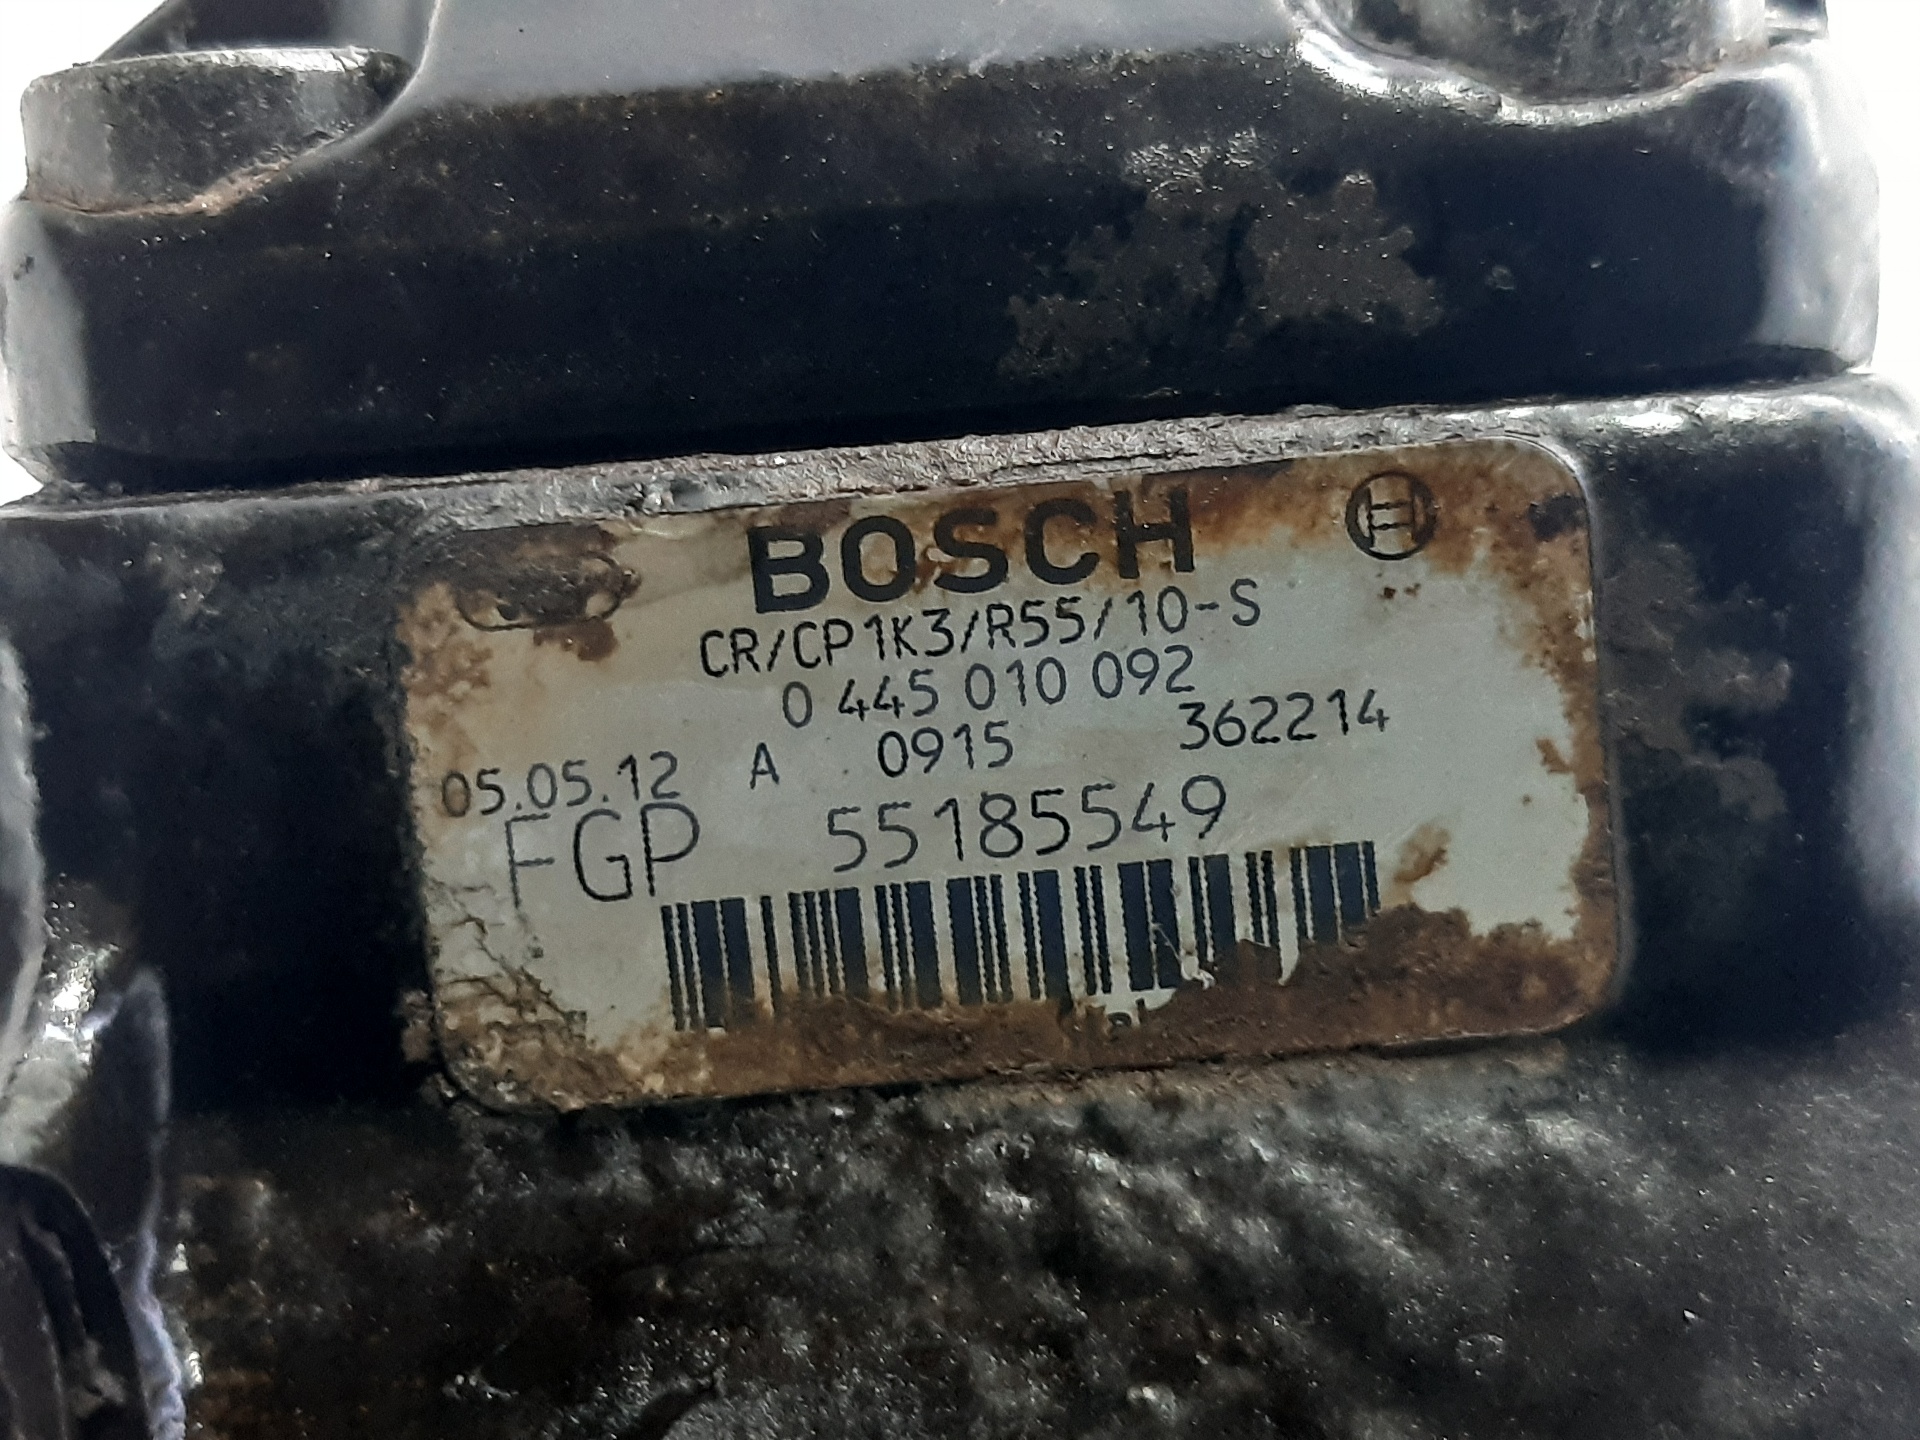 BOSCH
CR/CP1K3/R55/10-S
0 445 010 092
05.05.12 A 0915 362214
FGP 55185549